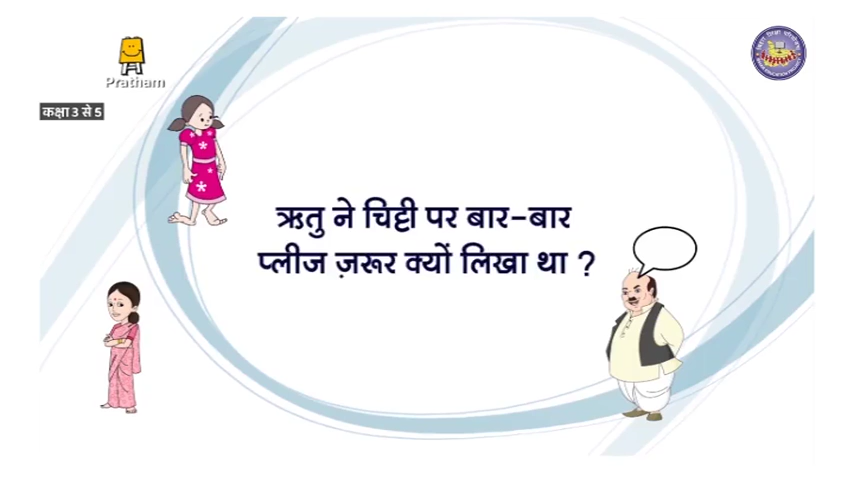 Pratham
कक्षा 3 से 5
ऋतु ने चिट्टी पर बार-बार
प्लीज ज़रूर क्यों लिखा था ?